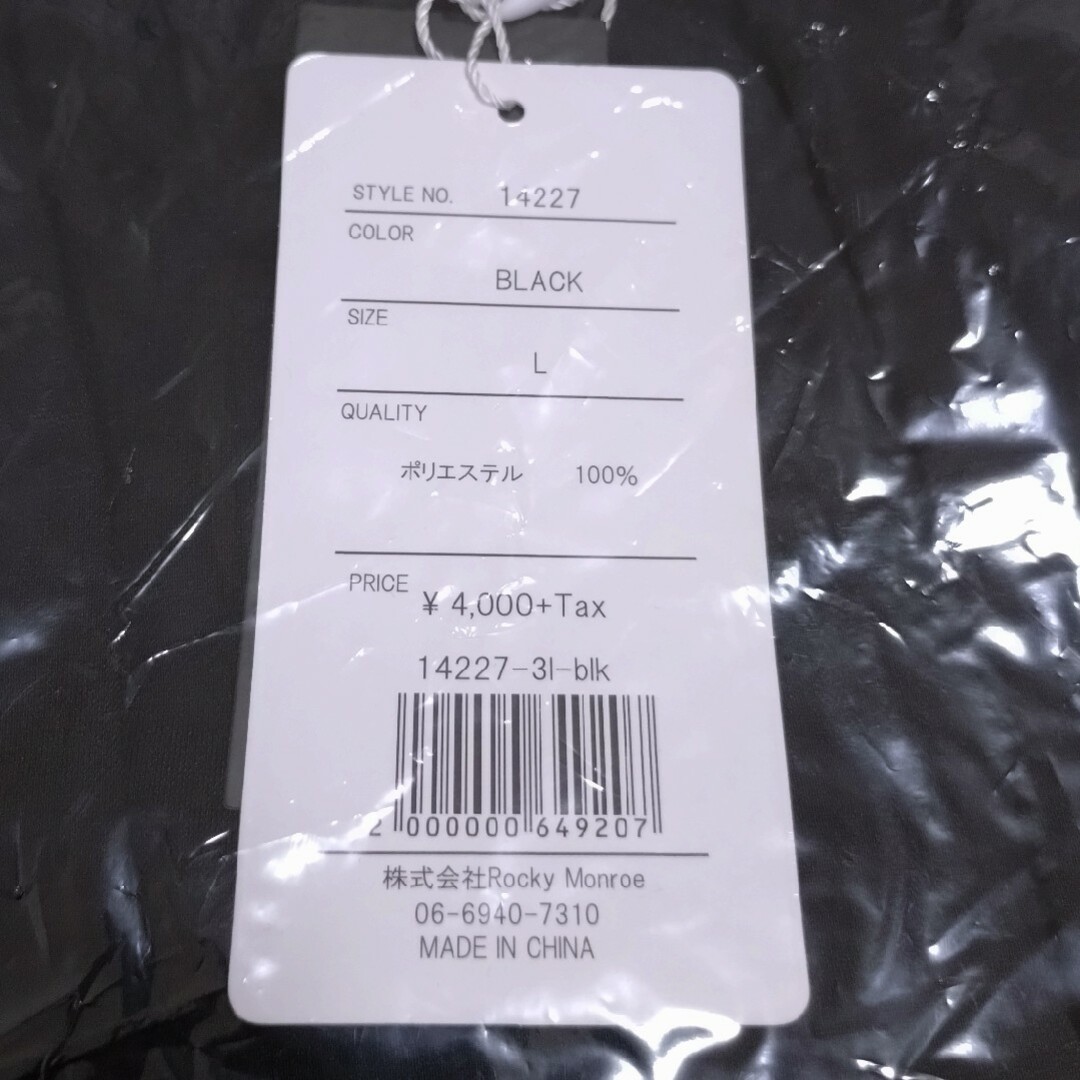 STYLE NO. 14227
COLOR
BLACK
SIZE
L
QUALITY
ポリエステル 100%
PRICE
¥ 4,000+Tax
14227-3l-blk
2 000000 649207
株式会社Rocky Monroe
06-6940-7310
MADE IN CHINA